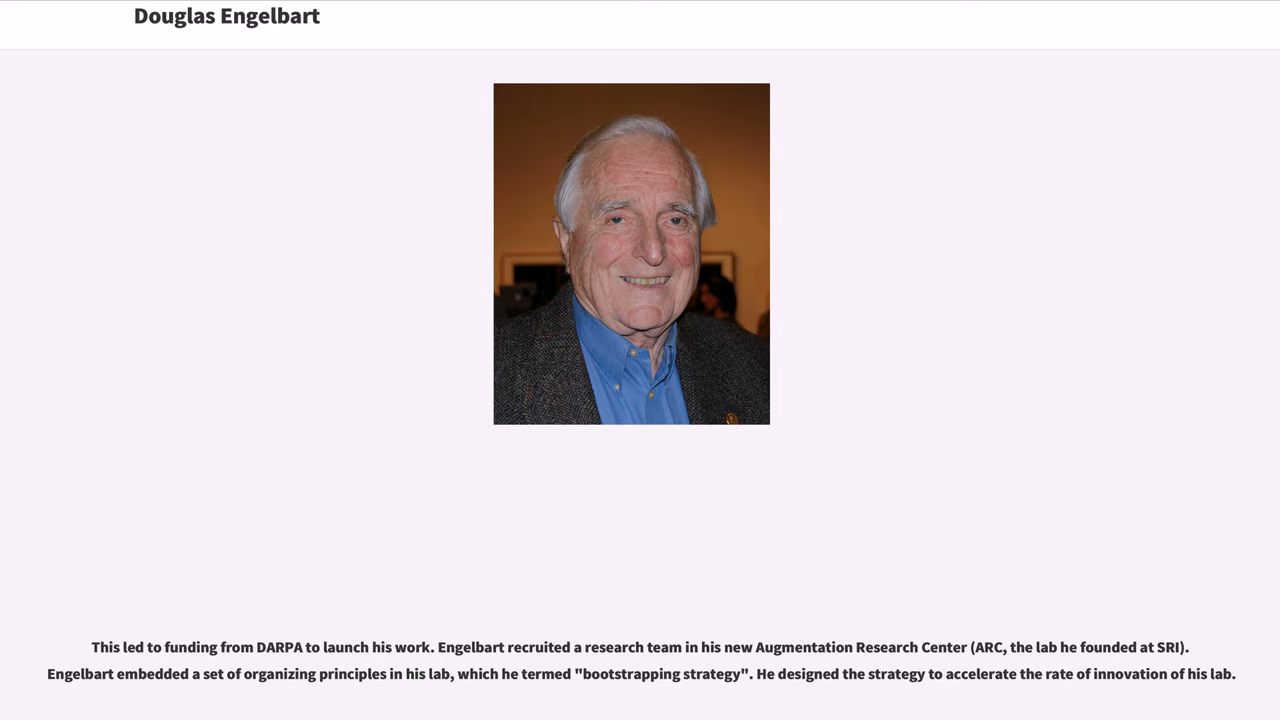 Douglas Engelbart
This led to funding from DARPA to launch his work. Engelbart recruited a research team in his new Augmentation Research Center (ARC, the lab he founded at SRI).
Engelbart embedded a set of organizing principles in his lab, which he termed "bootstrapping strategy". He designed the strategy to accelerate the rate of innovation of his lab.